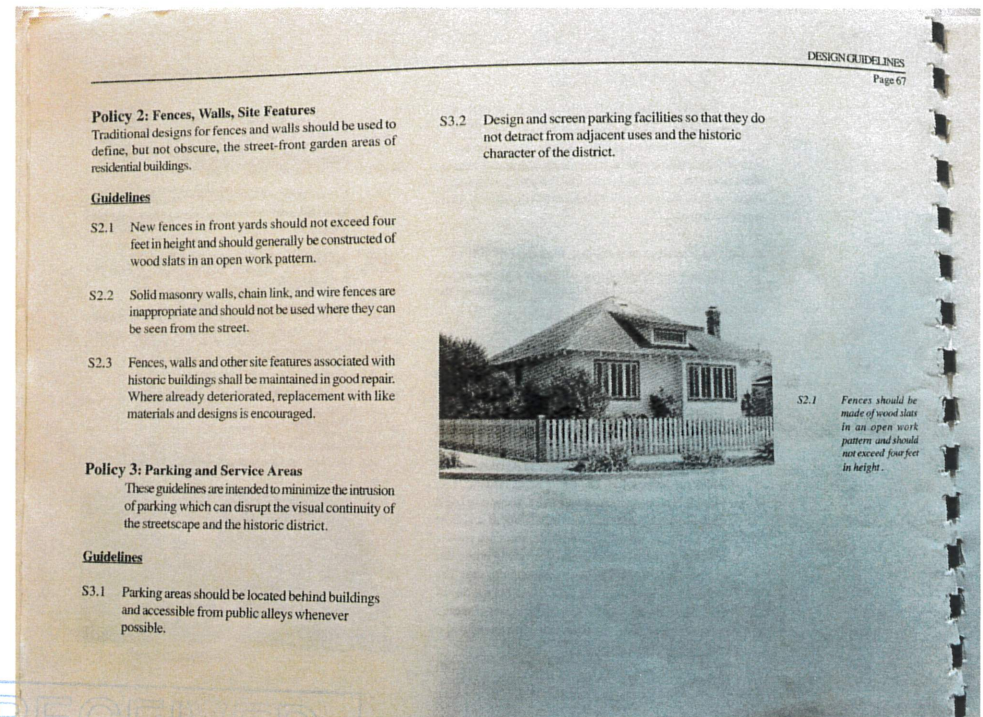 DESIGN GUIDELINES
Page 67
Policy 2: Fences, Walls, Site Features
Traditional designs for fences and walls should be used to
define, but not obscure, the street-front garden areas of
residential buildings.
Guidelines
S2.1 New fences in front yards should not exceed four
feet in height and should generally be constructed of
wood slats in an open work pattern.
S2.2 Solid masonry walls, chain link, and wire fences are
inappropriate and should not be used where they can
be seen from the street.
S2.3 Fences, walls and other site features associated with
historic buildings shall be maintained in good repair.
Where already deteriorated, replacement with like
materials and designs is encouraged.
Policy 3: Parking and Service Areas
These guidelines are intended to minimize the intrusion
of parking which can disrupt the visual continuity of
the streetscape and the historic district.
Guidelines
S3.1 Parking areas should be located behind buildings
and accessible from public alleys whenever
possible.
S3.2 Design and screen parking facilities so that they do
not detract from adjacent uses and the historic
character of the district.
S2.1 Fences should be
made of wood slats
in an open work
pattern and should
not exceed four feet
in height.